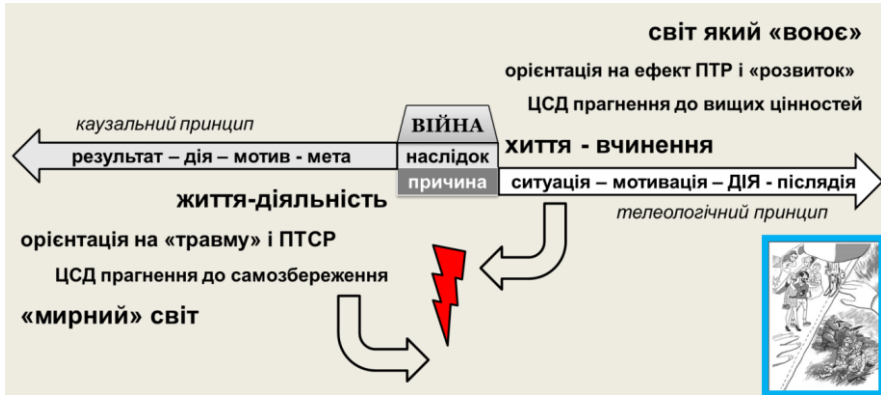 світ який «воює»
орієнтація на ефект ПТР і «розвиток»
ЦСД прагнення до вищих цінностей
каузальний принцип
ВІЙНА
результат – дія – мотив - мета
наслідок
хиття - вчинення
причина
ситуація – мотивація – ДІЯ - післядія
життя-діяльність
телеологічний принцип
орієнтація на «травму» і ПТСР
ЦСД прагнення до самозбереження
«мирний» світ